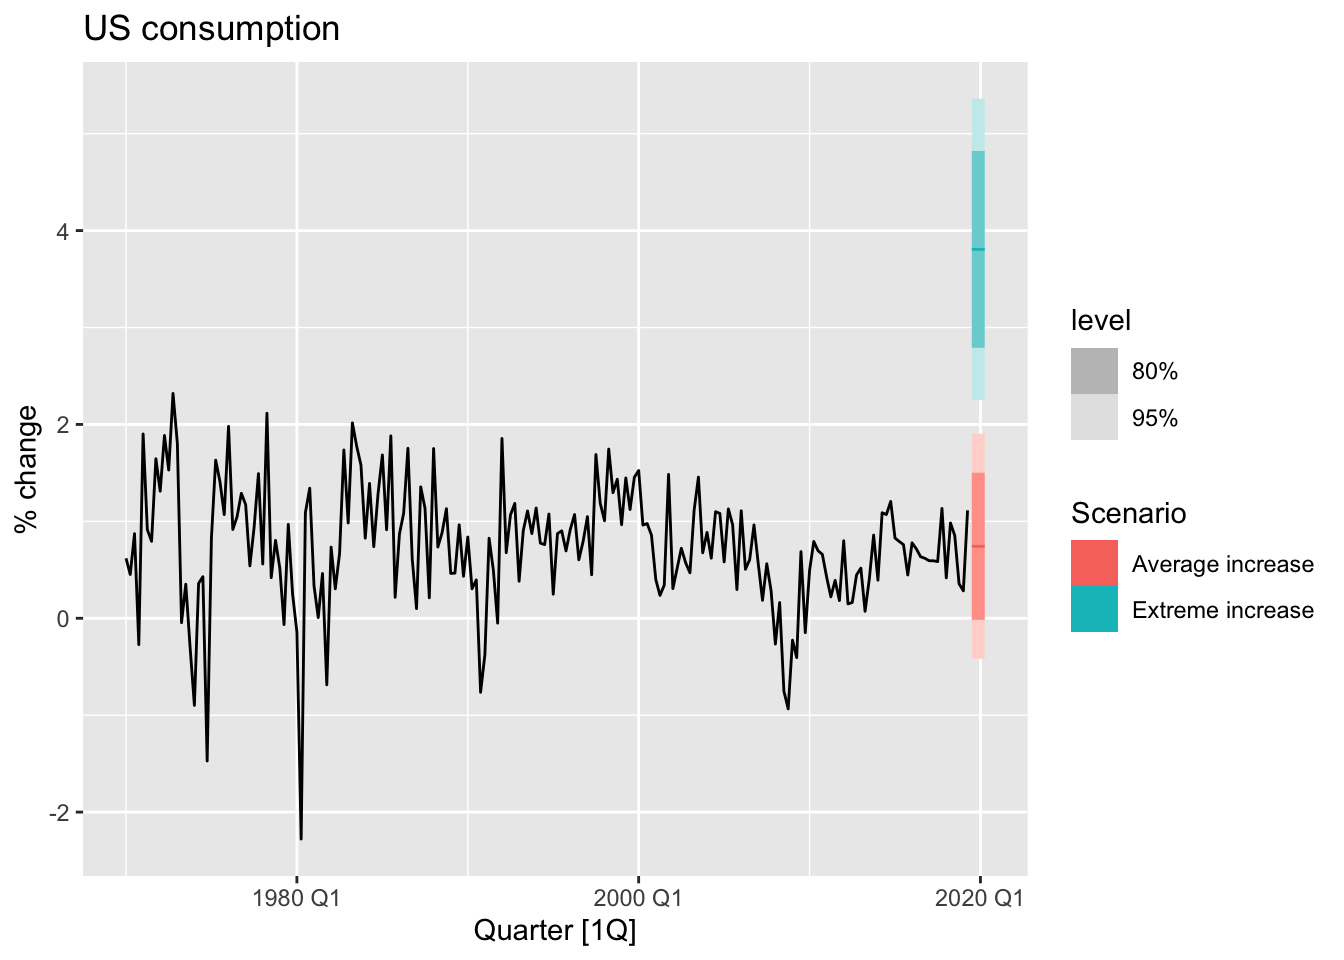 US consumption
% change
4
2
0
-2
1980 Q1
2000 Q1
2020 Q1
Quarter [1Q]
level
80%
95%
Scenario
Average increase
Extreme increase